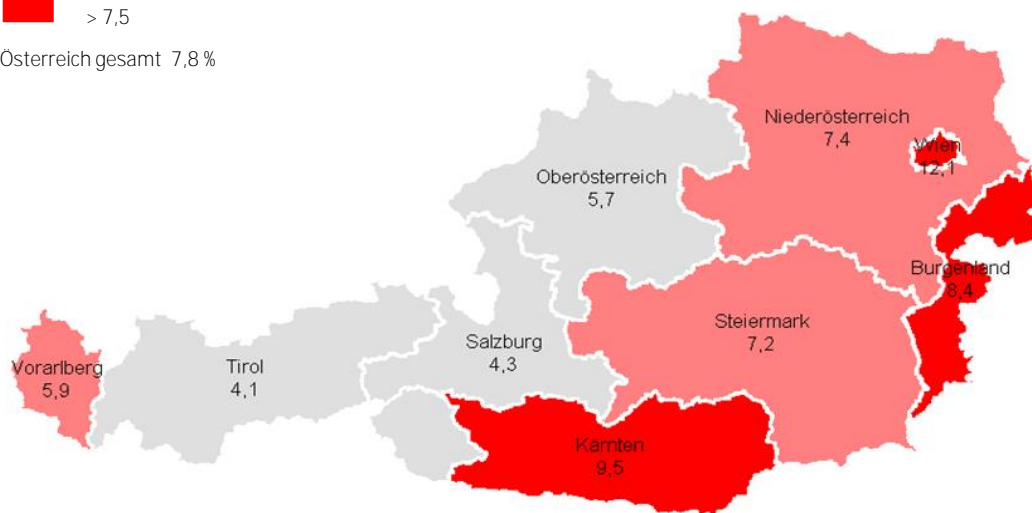 > 7,5
Österreich gesamt 7,8 %
Niederösterreich
7,4
Wien
12,1
Oberösterreich
5,7
Burgenland
8,4
Steiermark
7,2
Salzburg
4,3
Vorarlberg
5,9
Tirol
4,1
Kärnten
9,5